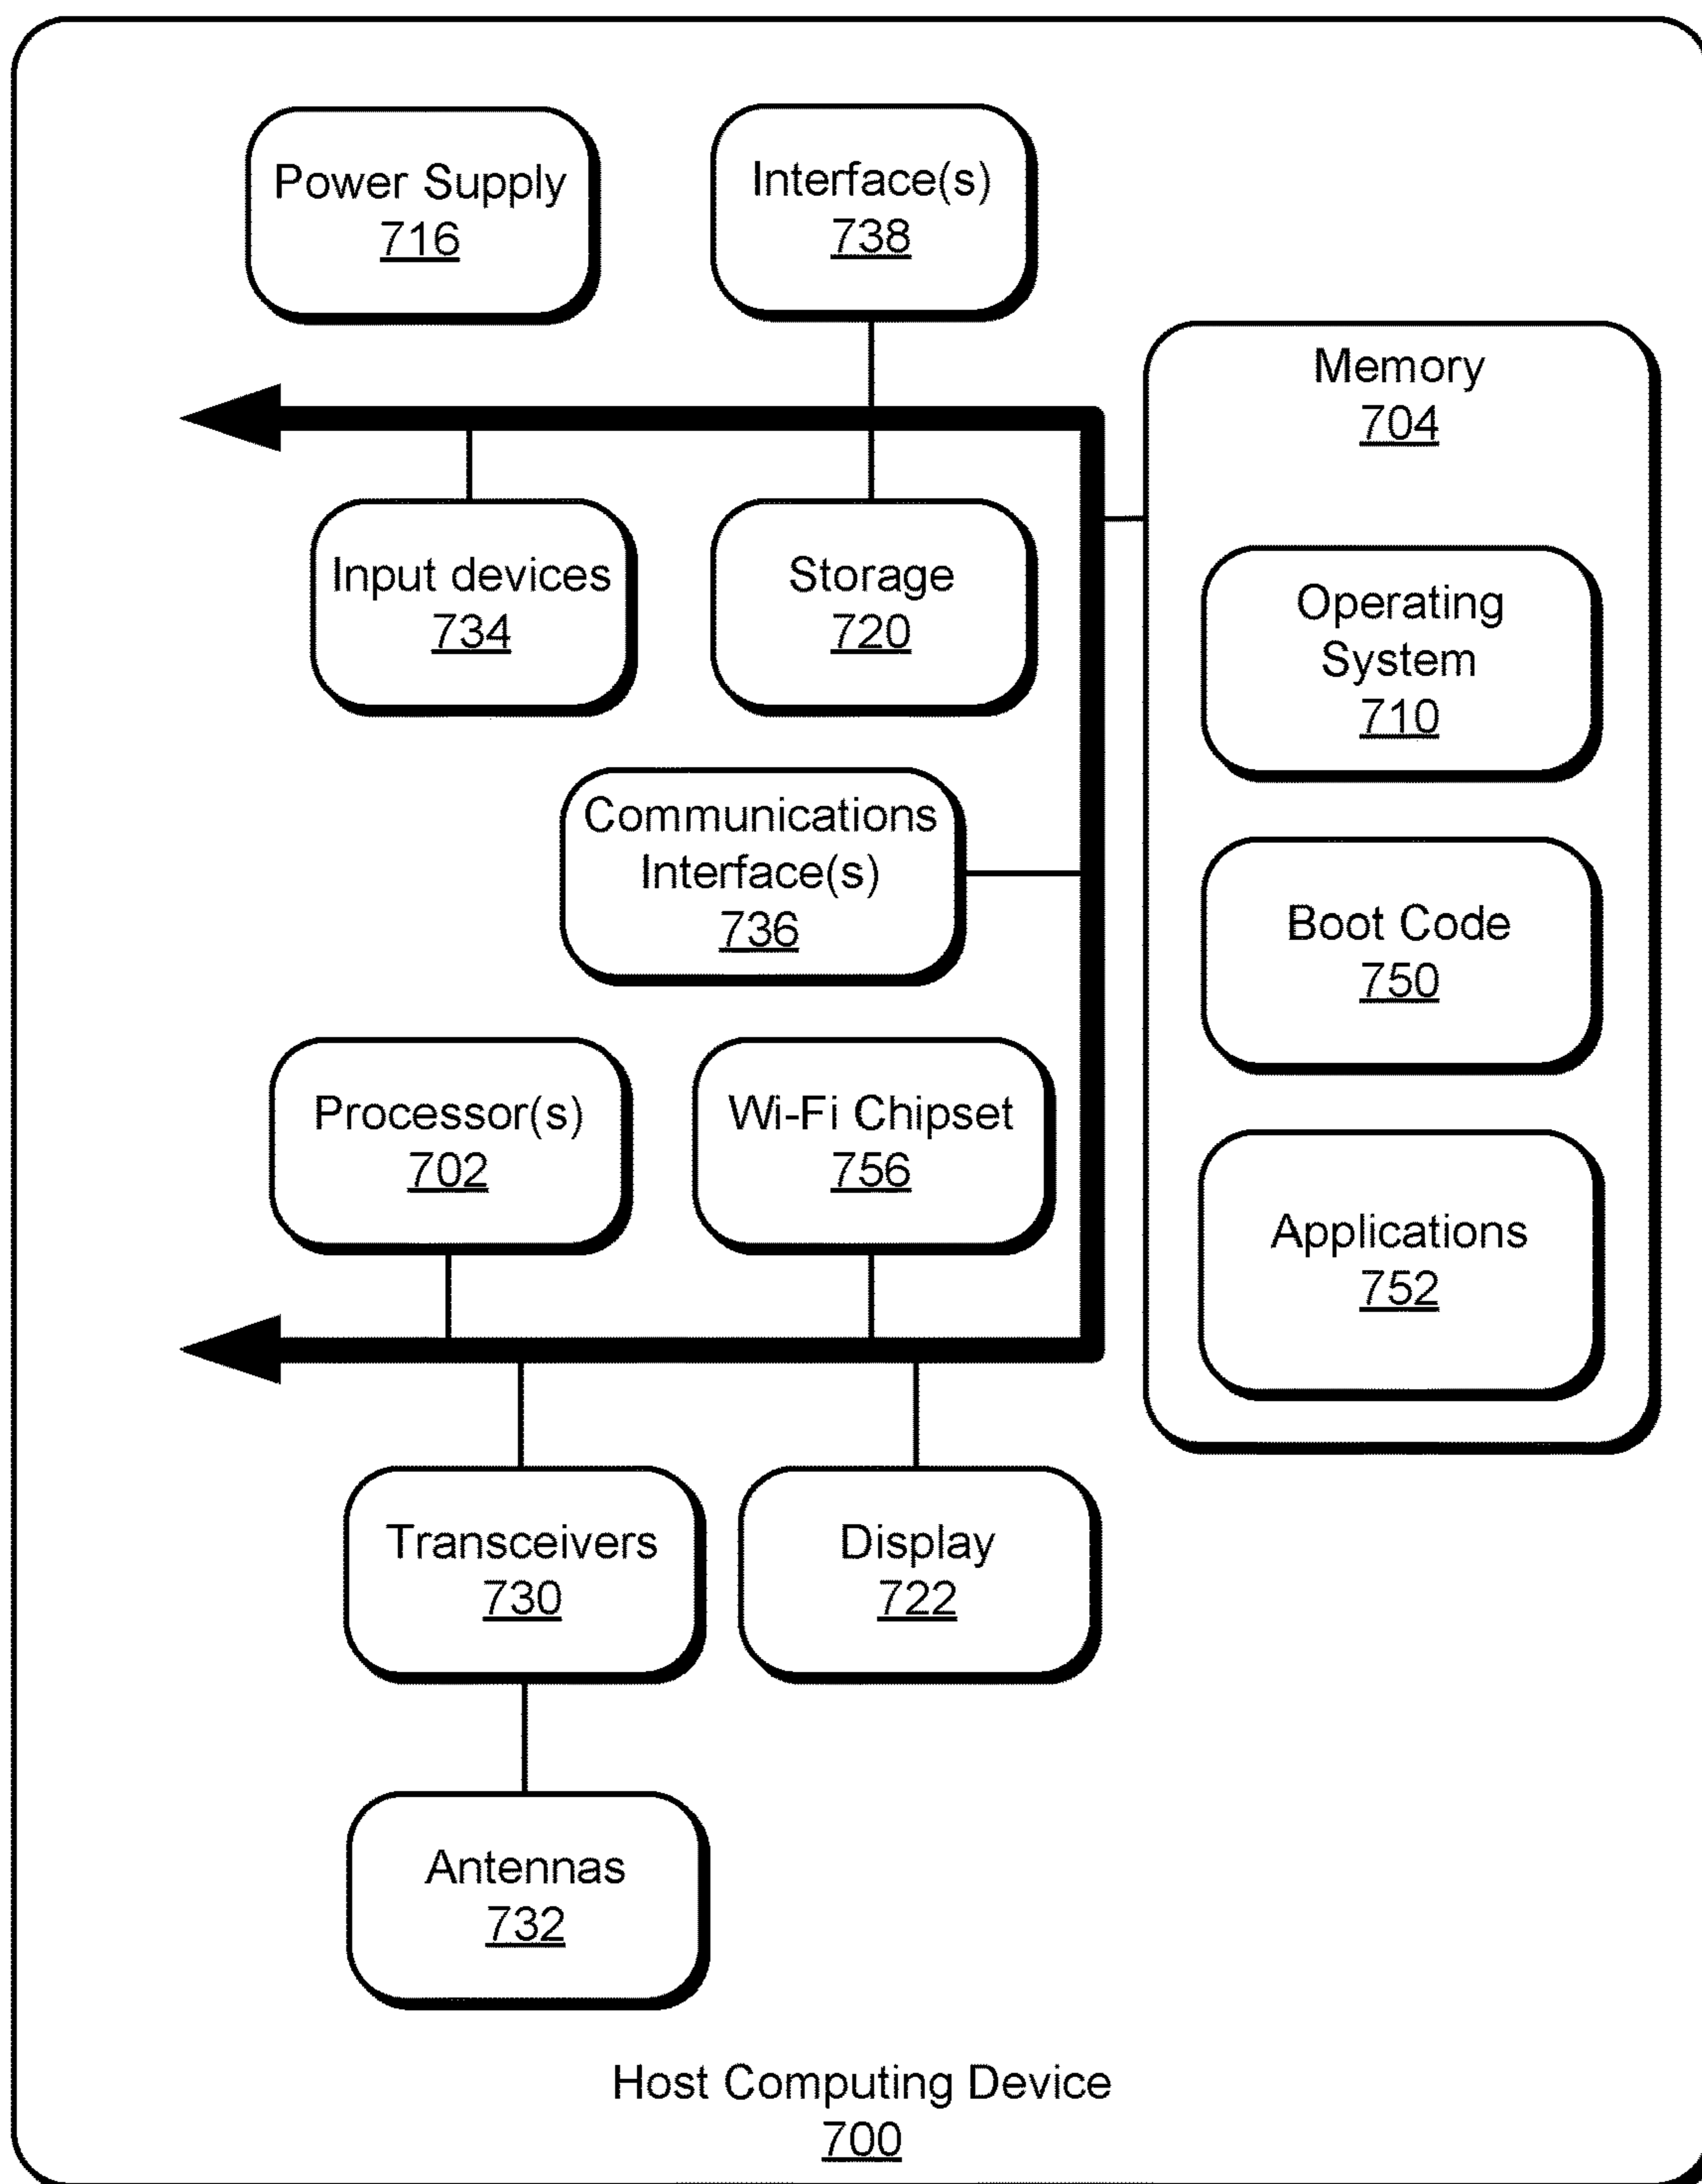 Power Supply
716
Interface(s)
738
Memory
704
Input devices
734
Storage
720
Operating
System
710
Communications
Interface(s)
736
Boot Code
750
Processor(s)
702
Wi-Fi Chipset
756
Applications
752
Transceivers
730
Display
722
Antennas
732
Host Computing Device
700